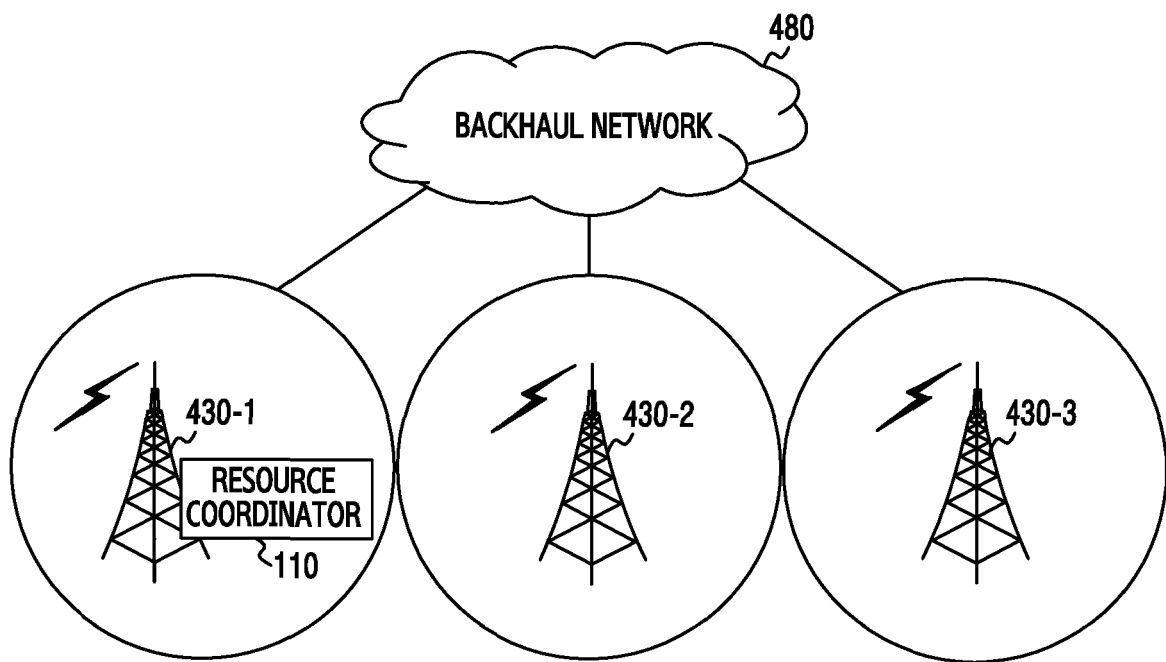 480
BACKHAUL NETWORK
430-1
430-2
430-3
RESOURCE
COORDINATOR
110